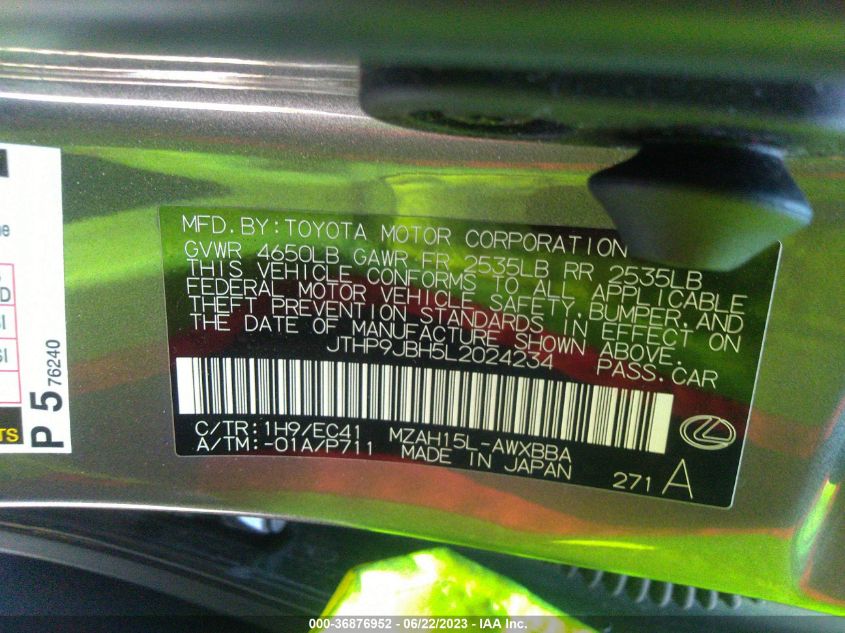 MFD.BY:TOYOTA MOTOR CORPORATION
GVWR 4650LB GAWR FR 2535LB RR 2535LB
THIS VEHICLE CONFORMS TO ALL APPLICABLE
FEDERAL MOTOR VEHICLE SAFETY,BUMPER,AND
THEFT PREVENTION STANDARDS IN EFFECT ON
THE DATE OF MANUFACTURE SHOWN ABOVE.
JTHP9JBH5L2024234 PASS.CAR
C/TR:1H9/EC41 MZAH15L-AWXBBA
A/TM:-01A/P711 MADE IN JAPAN
271 A
P 5 76240
000-36876952 / 06/22/2023 - IAA Inc.